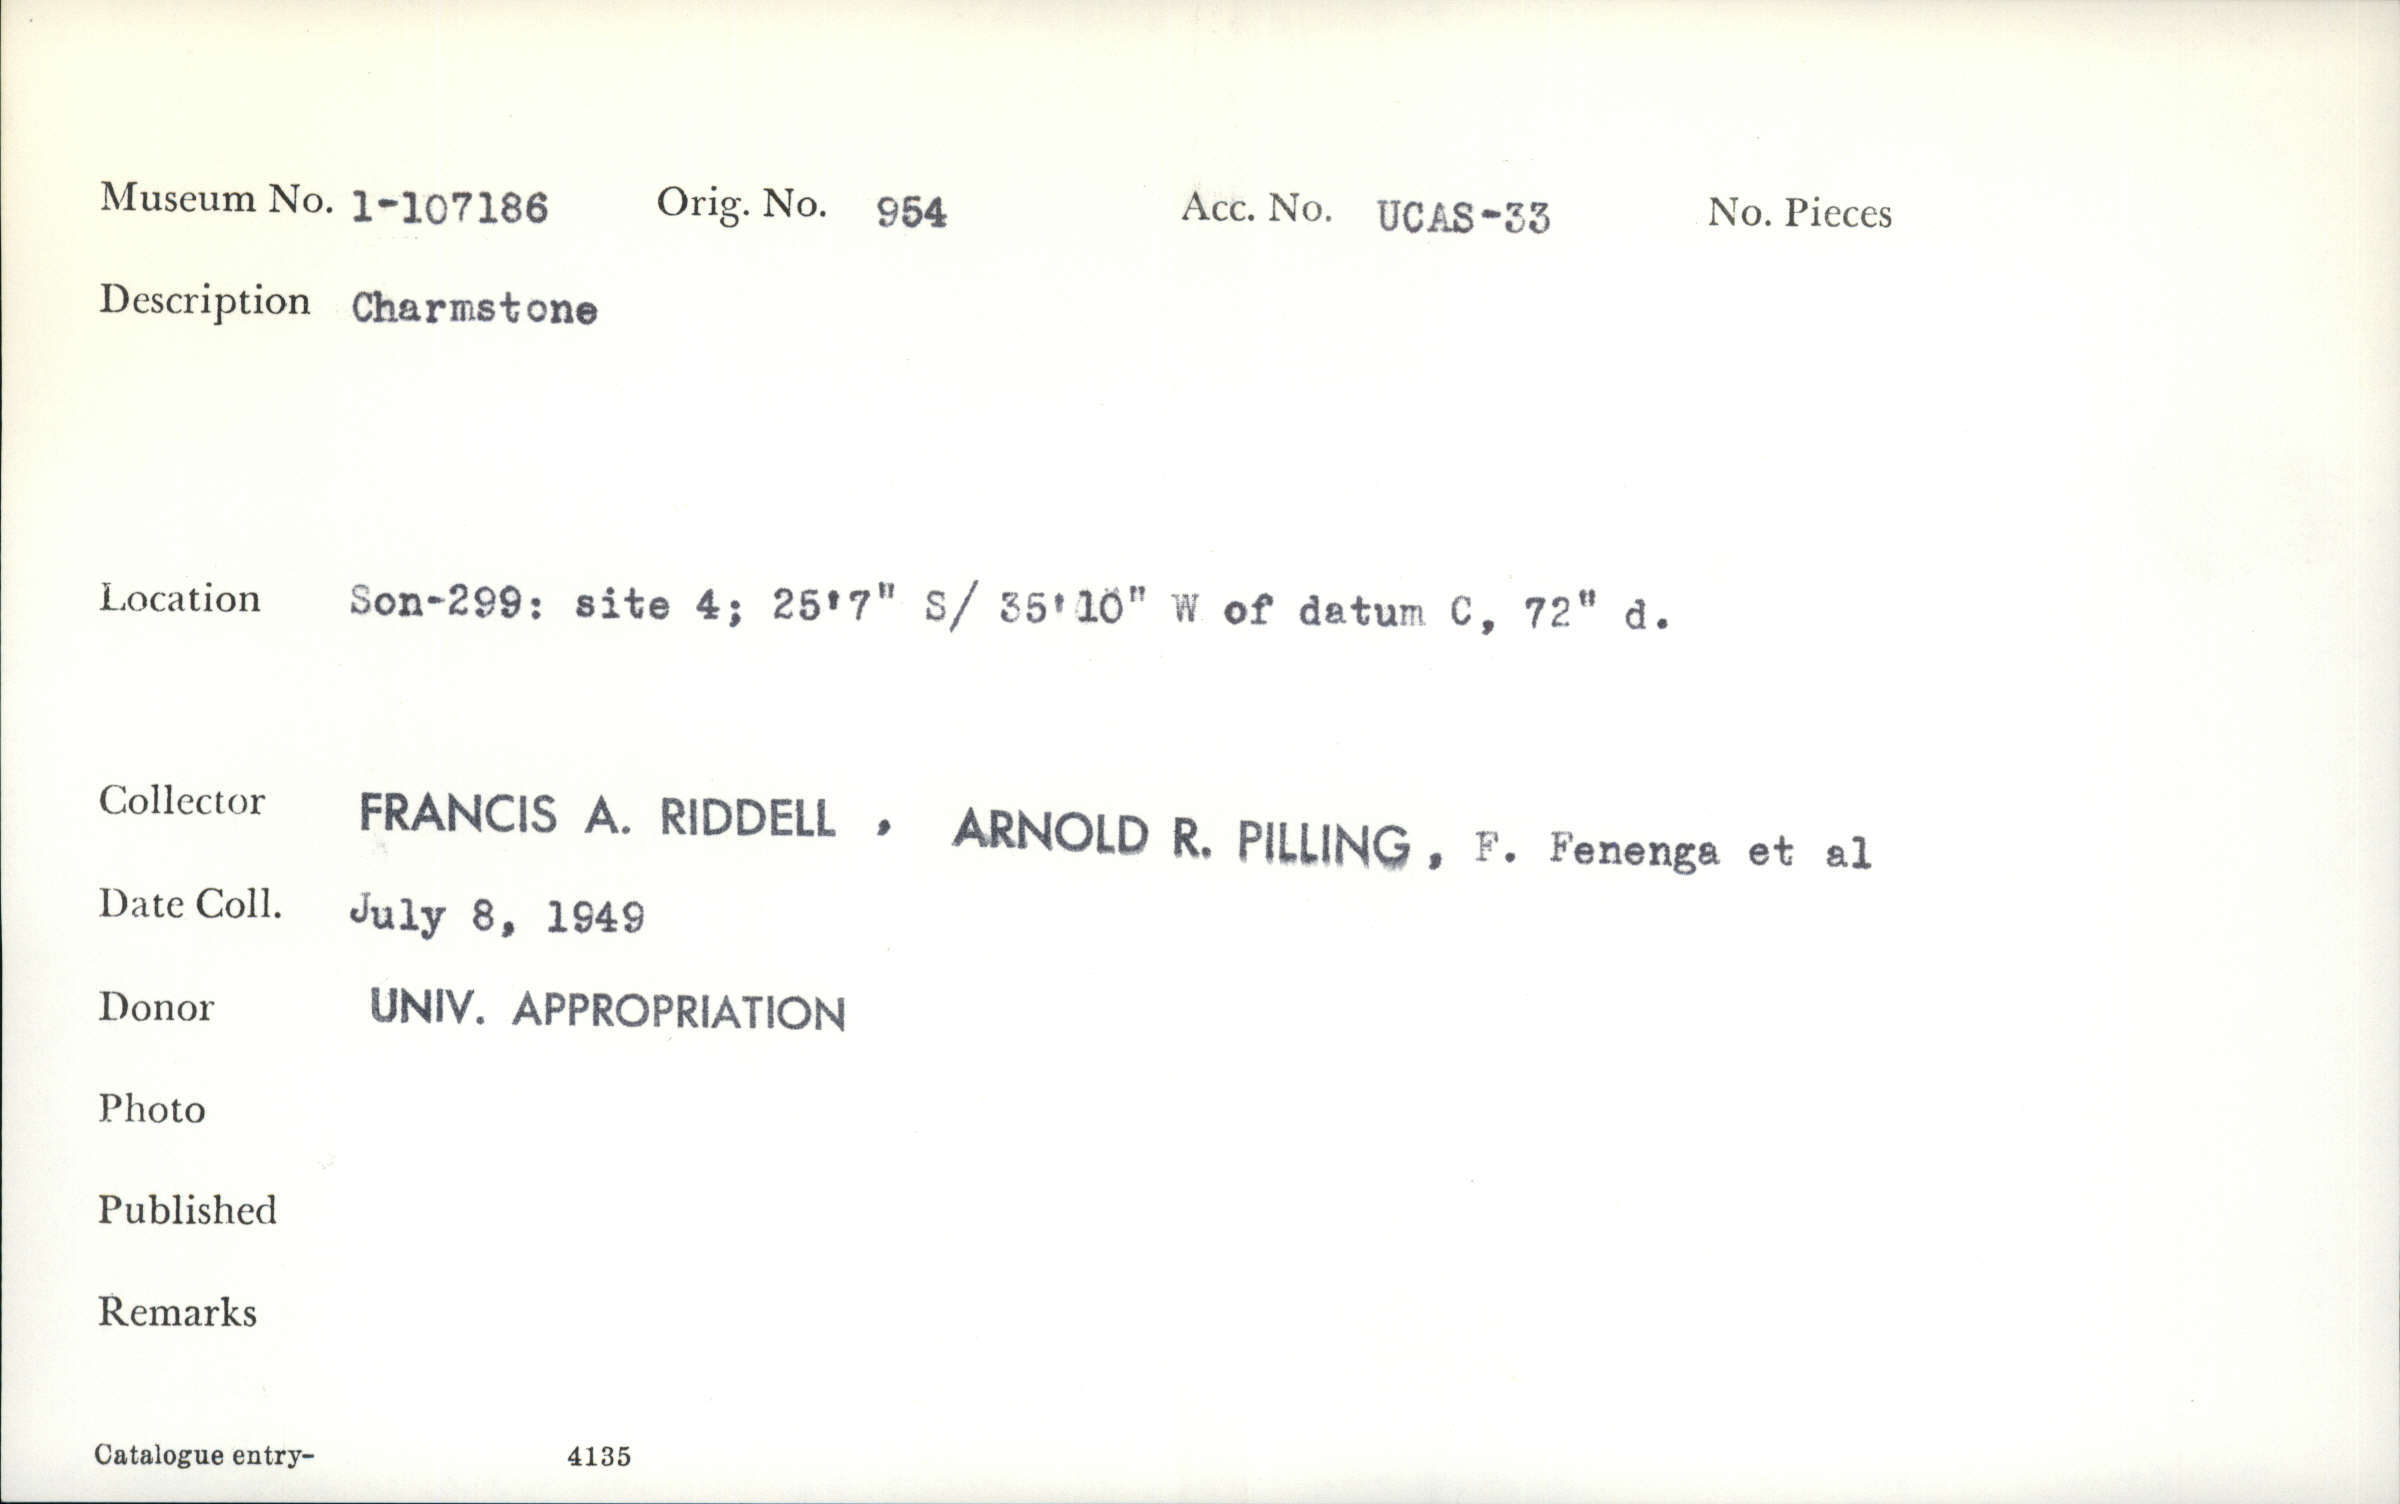 Museum No. 1-107186 Orig. No. 954 Acc. No. UCAS-33 No. Pieces
Description Charmstone
Location Son-299: site 4; 25'7" S/ 35'10" W of datum C, 72" d.
Collector FRANCIS A. RIDDELL , ARNOLD R. PILLING, F. Fenenga et al
Date Coll. July 8, 1949
Donor UNIV. APPROPRIATION
Photo
Published
Remarks
Catalogue entry- 4135